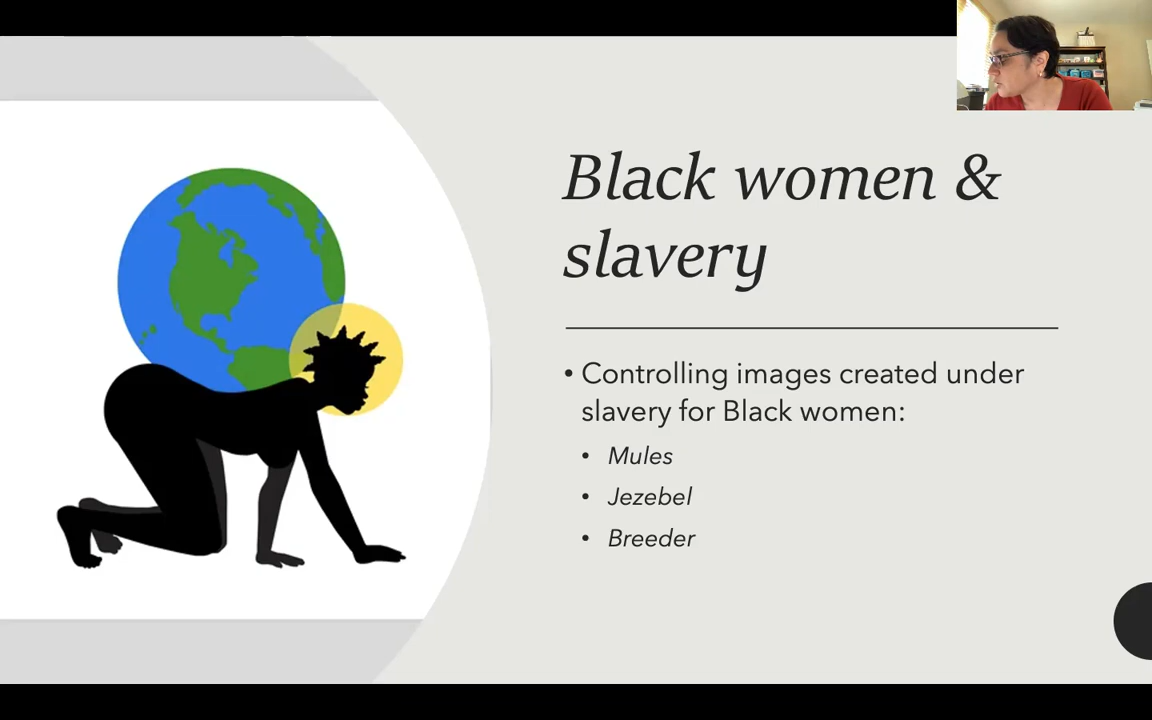 Black women &
slavery
• Controlling images created under
slavery for Black women:
• Mules
• Jezebel
• Breeder